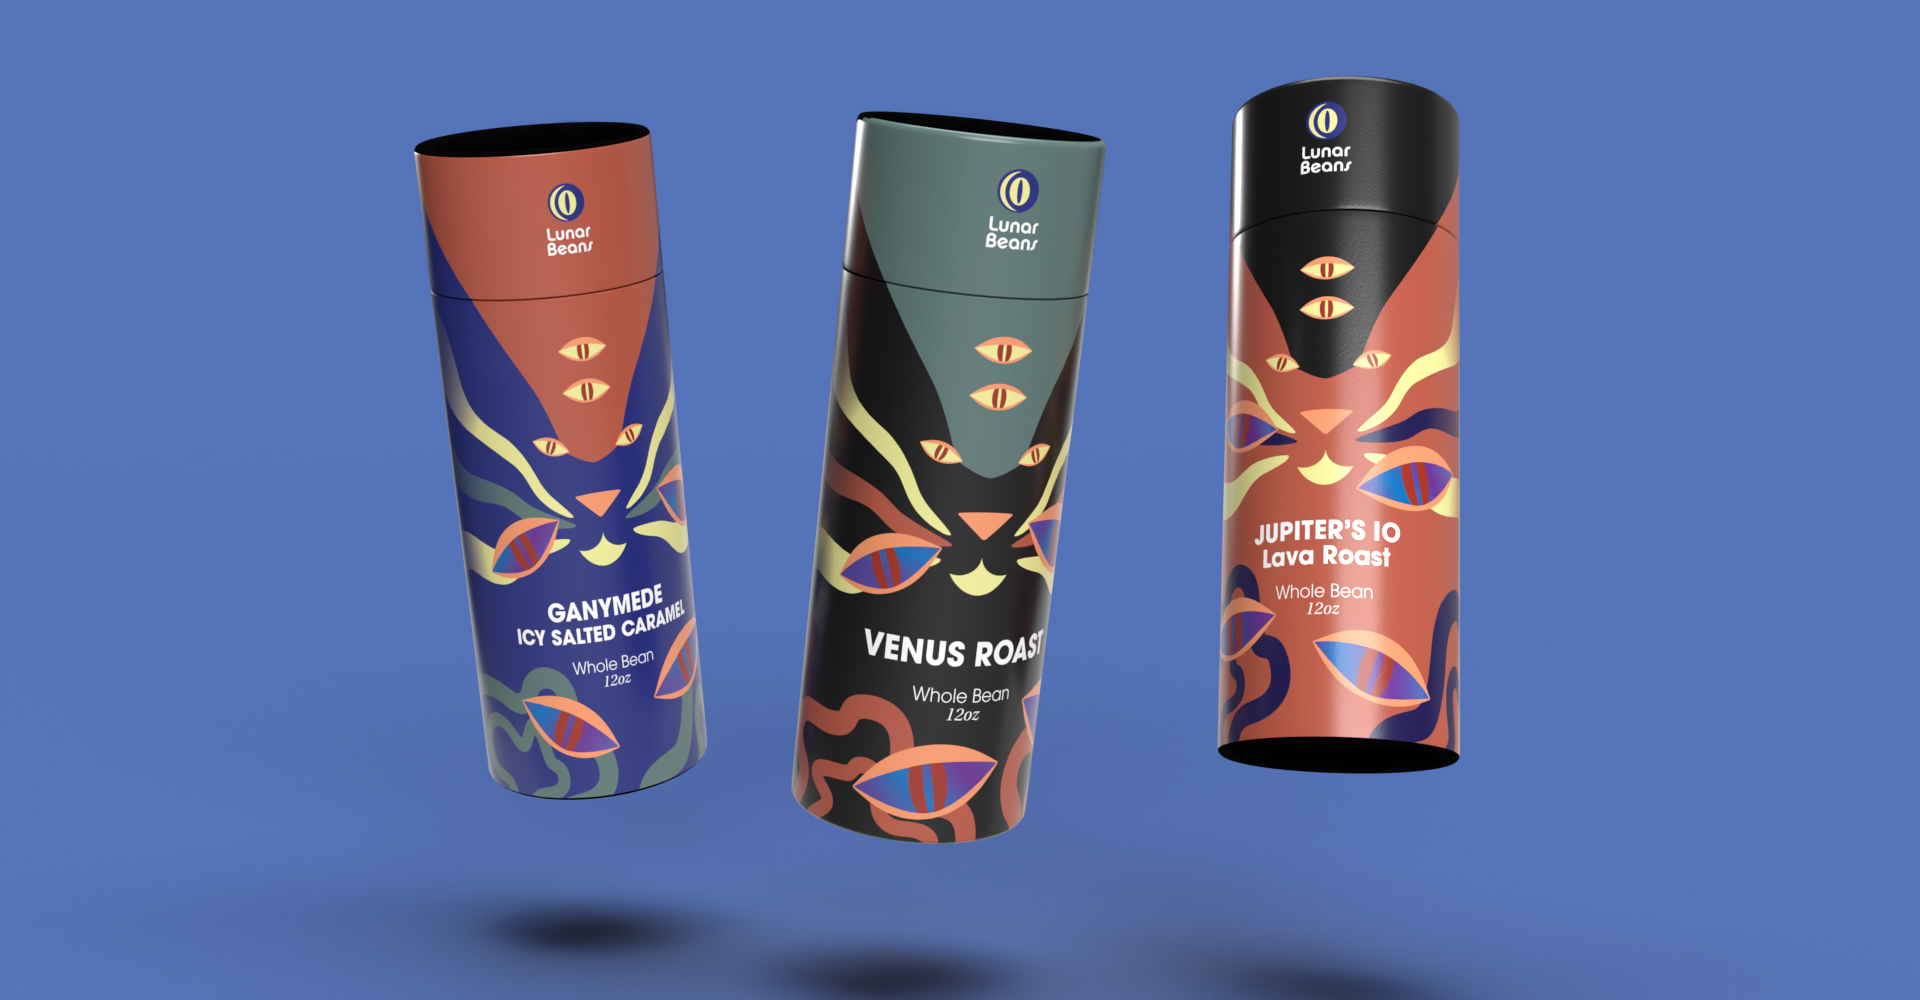 Lunar
Beans
GANYMEDE
ICY SALTED CARAMEL
Whole Bean
12oz
Lunar
Beans
VENUS ROAST
Whole Bean
12oz
Lunar
Beans
JUPITER'S IO
Lava Roast
Whole Bean
12oz